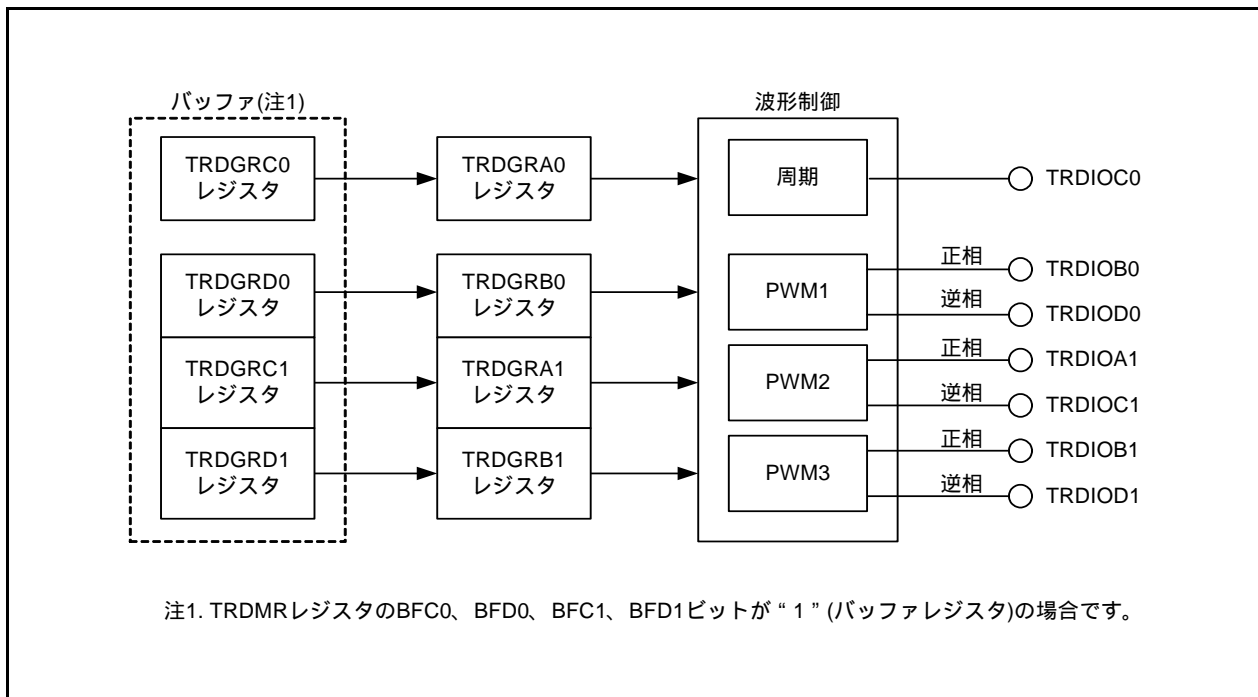 バッファ(注1)
波形制御
TRDGRC0
レジスタ
TRDGRA0
レジスタ
周期
TRDIOC0
TRDGRD0
レジスタ
TRDGRB0
レジスタ
PWM1
正相
TRDIOB0
逆相
TRDIOD0
TRDGRC1
レジスタ
TRDGRA1
レジスタ
PWM2
正相
TRDIOA1
逆相
TRDIOC1
TRDGRD1
レジスタ
TRDGRB1
レジスタ
PWM3
正相
TRDIOB1
逆相
TRDIOD1
注1. TRDMRレジスタのBFC0、BFD0、BFC1、BFD1ビットが“ 1 ” (バッファレジスタ)の場合です。